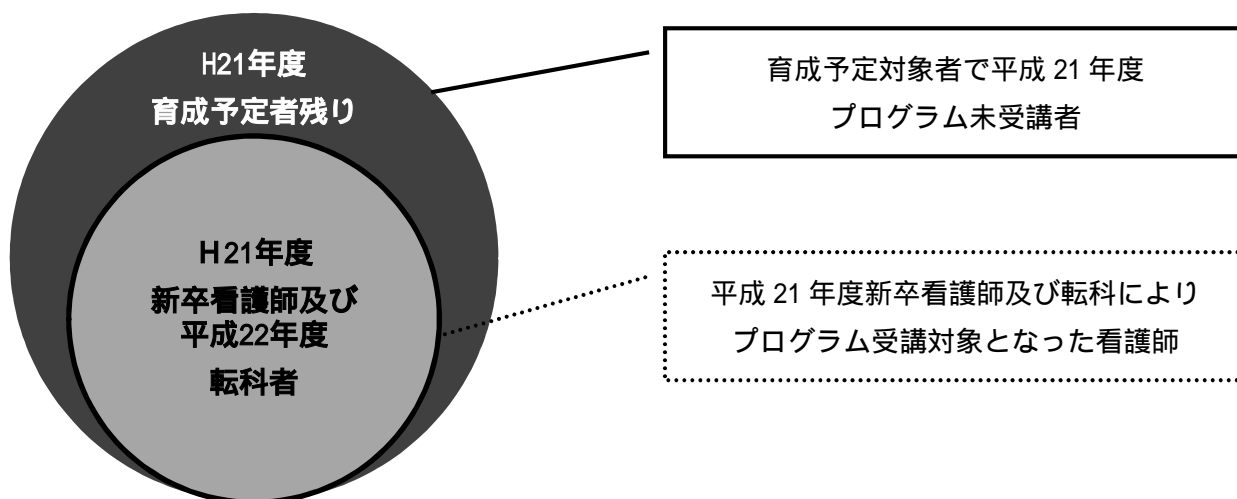 H21年度
育成予定者残り
H21年度
新卒看護師及び
平成22年度
転科者
育成予定対象者で平成 21 年度
プログラム未受講者
平成 21 年度新卒看護師及び転科により
プログラム受講対象となった看護師